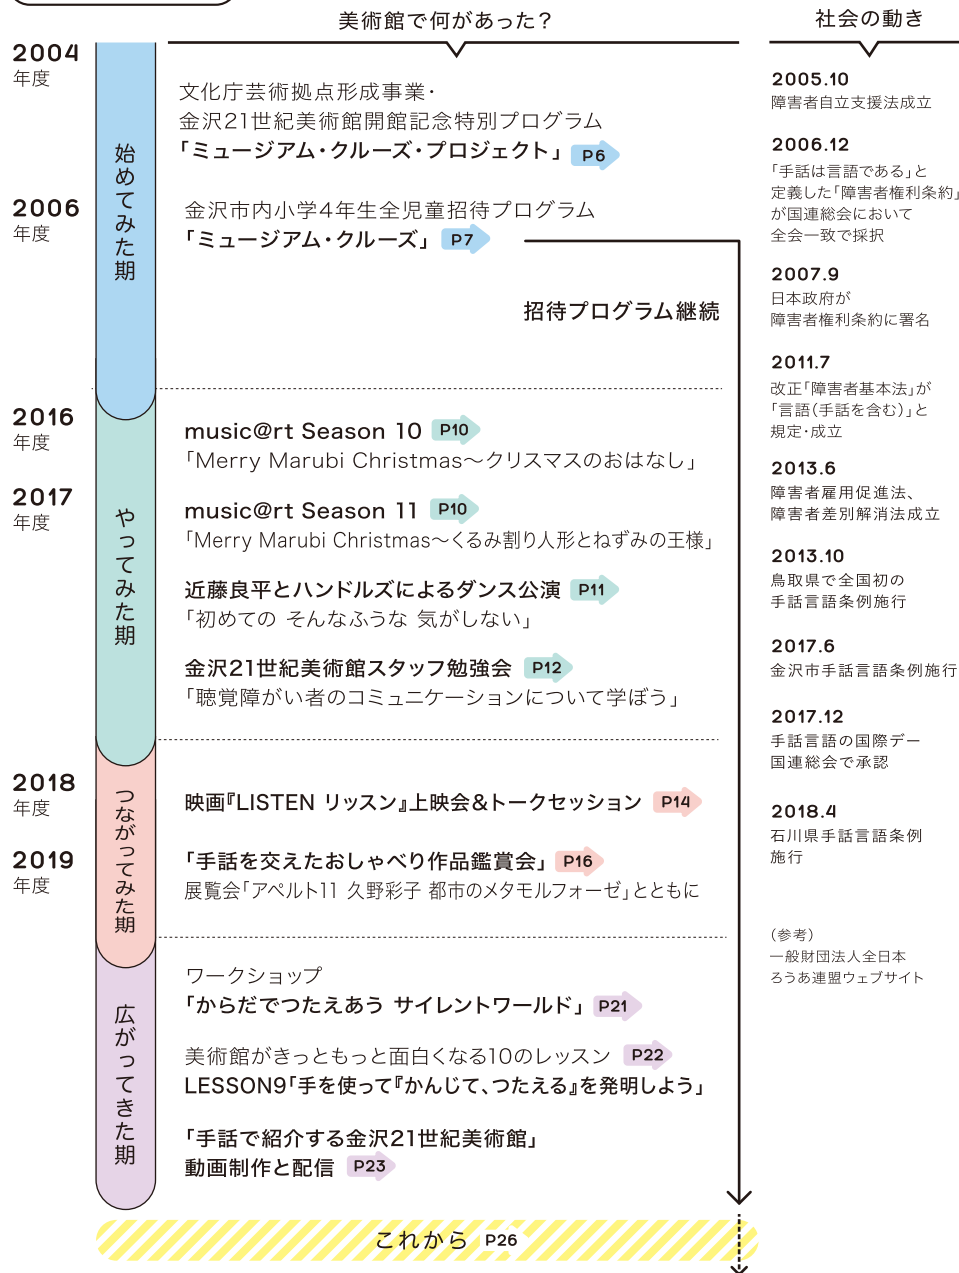 美術館で何があった？
社会の動き
2004
年度
始めてみた期
文化庁芸術拠点形成事業・
金沢21世紀美術館開館記念特別プログラム
「ミュージアム・クルーズ・プロジェクト」 P6
2006
年度
金沢市内小学4年生全児童招待プログラム
「ミュージアム・クルーズ」 P7
招待プログラム継続
2016
年度
やってみた期
music@rt Season 10 P10
「Merry Marubi Christmas〜クリスマスのおはなし」
2017
年度
music@rt Season 11 P10
「Merry Marubi Christmas〜くるみ割り人形とねずみの王様」
近藤良平とハンドルズによるダンス公演 P11
「初めての そんなふうな 気がしない」
金沢21世紀美術館スタッフ勉強会 P12
「聴覚障がい者のコミュニケーションについて学ぼう」
2018
年度
つながってみた期
映画『LISTEN リッスン』上映会&トークセッション P14
2019
年度
「手話を交えたおしゃべり作品鑑賞会」 P16
展覧会「アペルト11 久野彩子 都市のメタモルフォーゼ」とともに
広がってきた期
ワークショップ
「からだでつたえあう サイレントワールド」 P21
美術館がきっともっと面白くなる10のレッスン P22
LESSON9「手を使って『かんじて、つたえる』を発明しよう」
「手話で紹介する金沢21世紀美術館」
動画制作と配信 P23
これから P26
2005.10
障害者自立支援法成立
2006.12
「手話は言語である」と
定義した「障害者権利条約」
が国連総会において
全会一致で採択
2007.9
日本政府が
障害者権利条約に署名
2011.7
改正「障害者基本法」が
「言語（手話を含む）」と
規定・成立
2013.6
障害者雇用促進法、
障害者差別解消法成立
2013.10
鳥取県で全国初の
手話言語条例施行
2017.6
金沢市手話言語条例施行
2017.12
手話言語の国際デー
国連総会で承認
2018.4
石川県手話言語条例
施行
（参考）
一般財団法人全日本
ろうあ連盟ウェブサイト